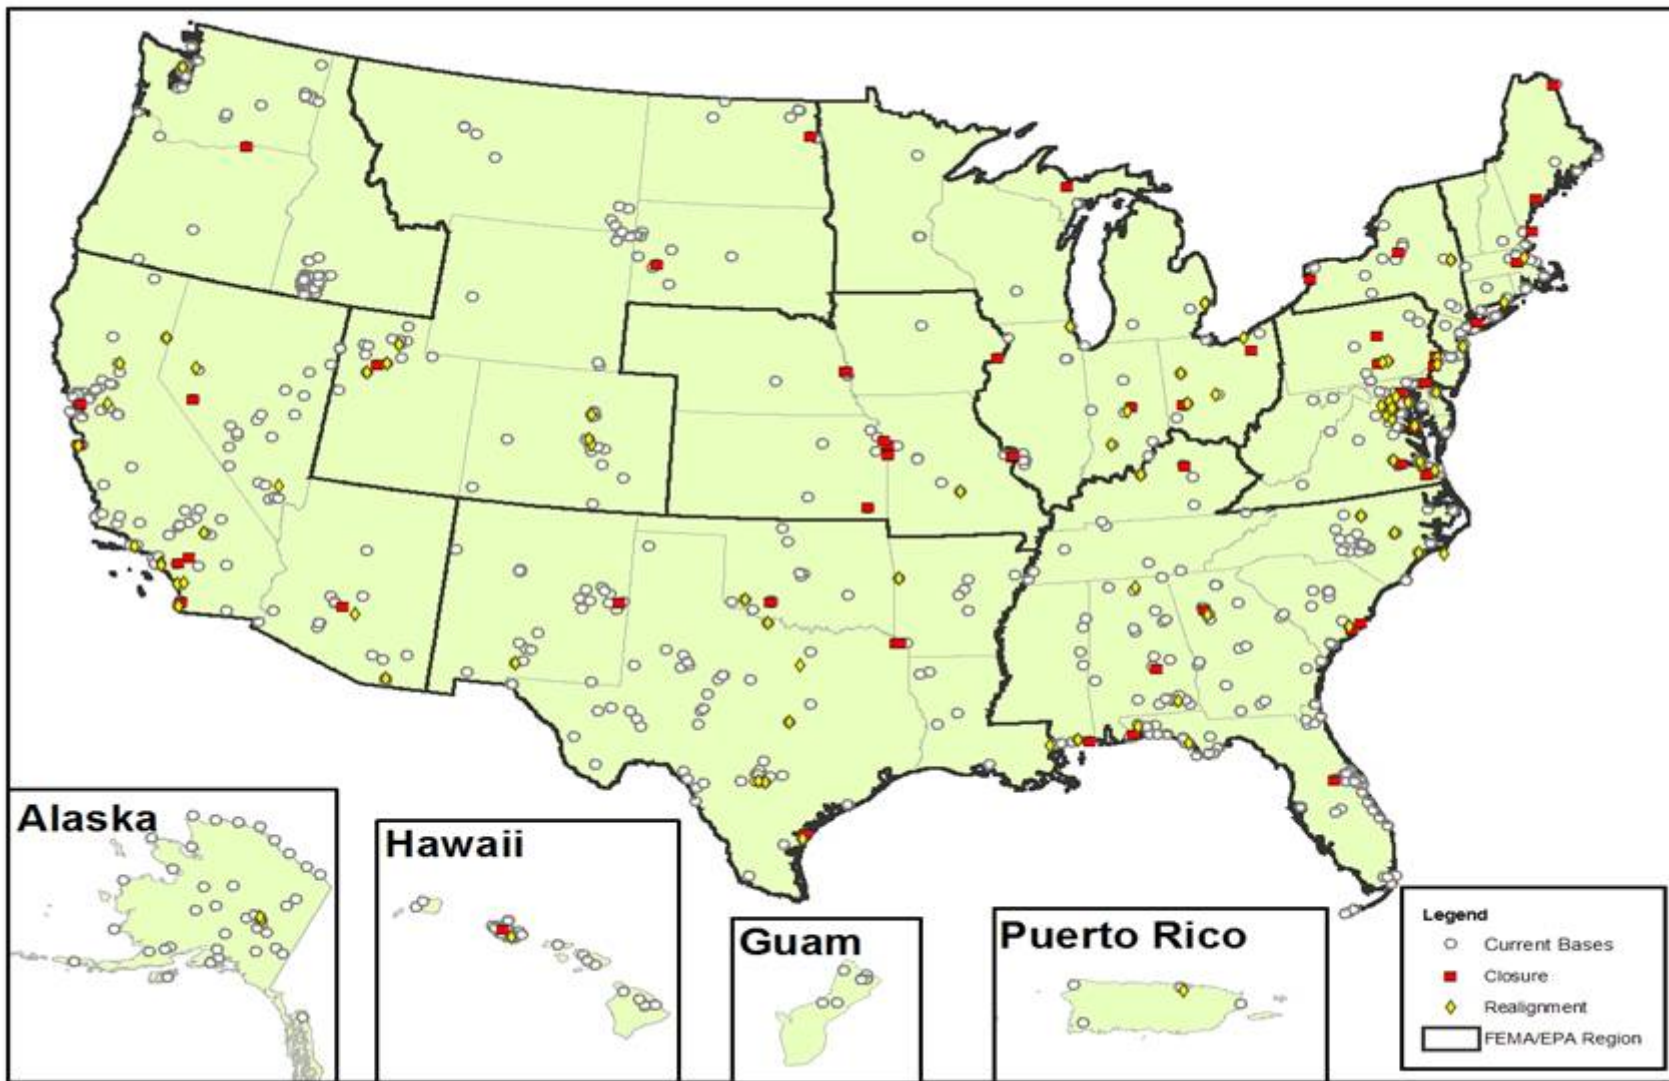 Alaska
Hawaii
Guam
Puerto Rico
Legend
Current Bases
Closure
Realignment
FEMA/EPA Region